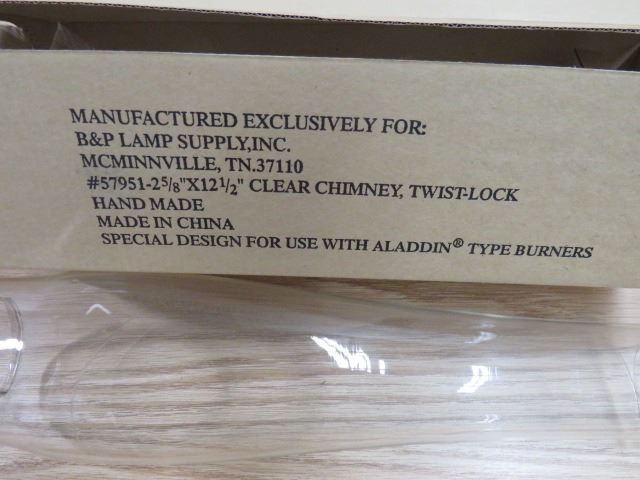 MANUFACTURED EXCLUSIVELY FOR:
B&P LAMP SUPPLY,INC.
MCMINNVILLE, TN.37110
#57951-2⁵/₈"X12¹/₂" CLEAR CHIMNEY, TWIST-LOCK
HAND MADE
MADE IN CHINA
SPECIAL DESIGN FOR USE WITH ALADDIN® TYPE BURNERS